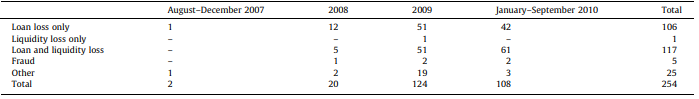 August–December 2007 2008 2009 January–September 2010 Total
Loan loss only 1 12 51 42 106
Liquidity loss only – – 1 – 1
Loan and liquidity loss – 5 51 61 117
Fraud – 1 2 2 5
Other 1 2 19 3 25
Total 2 20 124 108 254